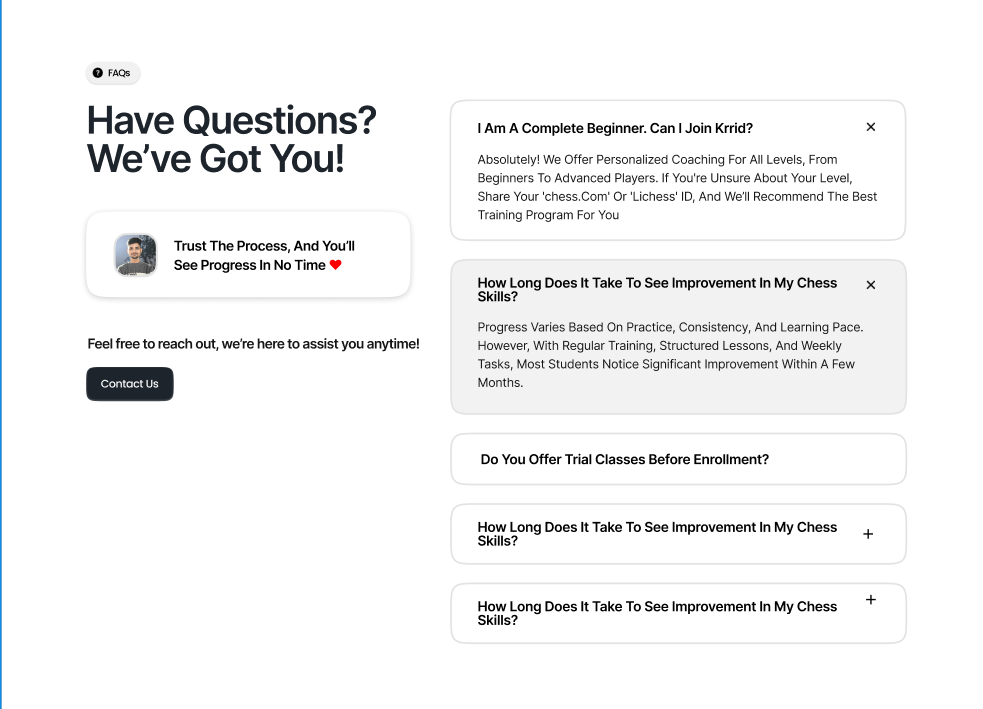 FAQs
Have Questions?
We’ve Got You!
Trust The Process, And You’ll
See Progress In No Time ❤
Feel free to reach out, we’re here to assist you anytime!
Contact Us
I Am A Complete Beginner. Can I Join Krrid?
Absolutely! We Offer Personalized Coaching For All Levels, From
Beginners To Advanced Players. If You're Unsure About Your Level,
Share Your 'chess.Com' Or 'Lichess' ID, And We’ll Recommend The Best
Training Program For You
How Long Does It Take To See Improvement In My Chess
Skills?
Progress Varies Based On Practice, Consistency, And Learning Pace.
However, With Regular Training, Structured Lessons, And Weekly
Tasks, Most Students Notice Significant Improvement Within A Few
Months.
Do You Offer Trial Classes Before Enrollment?
How Long Does It Take To See Improvement In My Chess
Skills?
How Long Does It Take To See Improvement In My Chess
Skills?